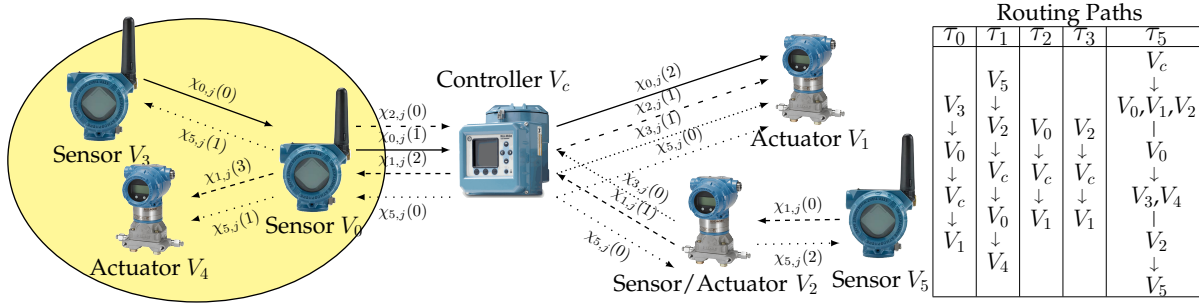 χ0,j(0)
χ5,j(1)
Sensor V3
χ1,j(3)
χ5,j(1)
Actuator V4
Sensor V0
χ2,j(0)
χ0,j(1)
χ1,j(2)
χ5,j(0)
Controller Vc
χ0,j(2)
χ2,j(1)
χ3,j(1)
χ5,j(0)
Actuator V1
χ3,j(0)
χ1,j(1)
χ5,j(0)
Sensor/Actuator V2
χ1,j(0)
χ5,j(2)
Sensor V5
Routing Paths
τ0 τ1 τ2 τ3 τ5
Vc
V5 ↓
V3 ↓ V0,V1,V2
↓ V2 V0 V2 |
V0 ↓ ↓ ↓ V0
↓ Vc Vc Vc ↓
Vc ↓ ↓ ↓ V3,V4
↓ V0 V1 V1 |
V1 ↓ V2
V4 ↓
V5